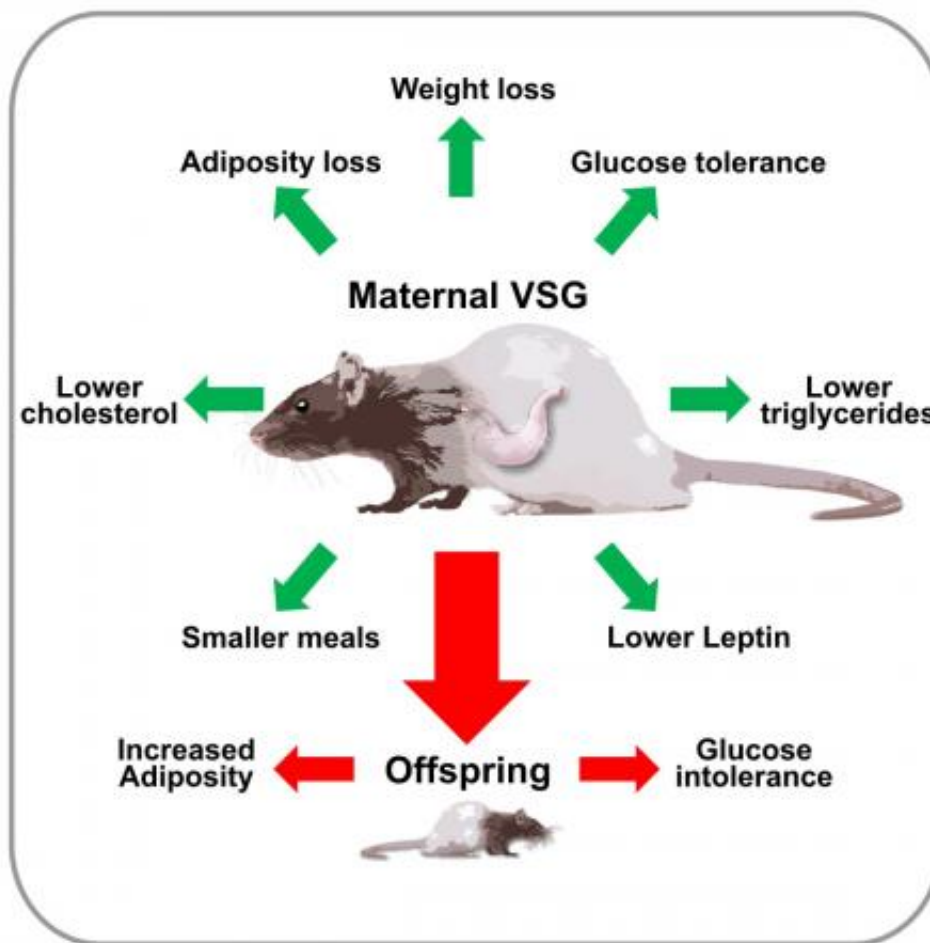 Weight loss
Adiposity loss
Glucose tolerance
Maternal VSG
Lower
cholesterol
Lower
triglycerides
Smaller meals
Lower Leptin
Increased
Adiposity
Offspring
Glucose
intolerance